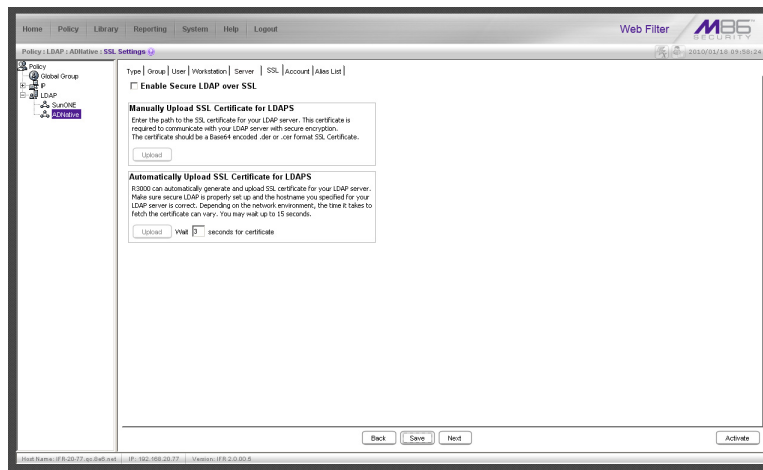 Home Policy Library Reporting System Help Logout
Web Filter
M86
SECURITY
Policy : LDAP : ADNative : SSL Settings
2010/01/18 09:58:24
Policy
Global Group
IP
LDAP
SunONE
ADNative
Type Group User Workstation Server SSL Account Alias List
Enable Secure LDAP over SSL
Manually Upload SSL Certificate for LDAPS
Enter the path to the SSL certificate for your LDAP server. This certificate is
required to communicate with your LDAP server with secure encryption.
The certificate should be a Base64 encoded .der or .cer format SSL Certificate.
Upload
Automatically Upload SSL Certificate for LDAPS
R3000 can automatically generate and upload SSL certificate for your LDAP server.
Make sure secure LDAP is properly set up and the hostname you specified for your
LDAP server is correct. Depending on the network environment, the time it takes to
fetch the certificate can vary. You may wait up to 15 seconds.
Upload Wait 3 seconds for certificate
Back Save Next Activate
Host Name: IFR-20-77.qc.8e6.net IP: 192.168.20.77 Version: IFR 2.0.00.5